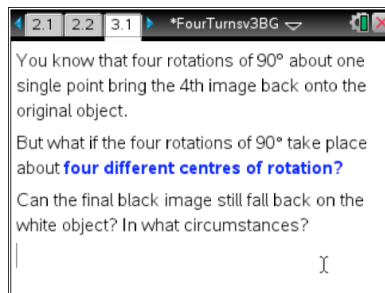 2.1 2.2 3.1 *FourTurnsv3BG
You know that four rotations of 90° about one
single point bring the 4th image back onto the
original object.
But what if the four rotations of 90° take place
about four different centres of rotation?
Can the final black image still fall back on the
white object? In what circumstances?